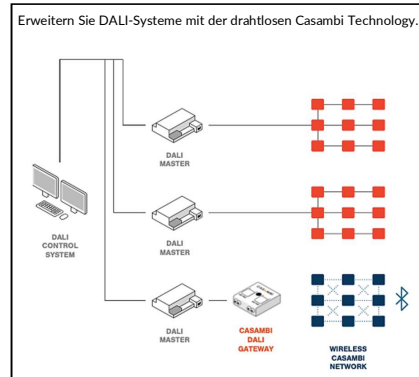 Erweitern Sie DALI-Systeme mit der drahtlosen Casambi Technology.
DALI
MASTER
DALI
CONTROL
SYSTEM
DALI
MASTER
DALI
MASTER
CASAMBI
DALI
GATEWAY
WIRELESS
CASAMBI
NETWORK